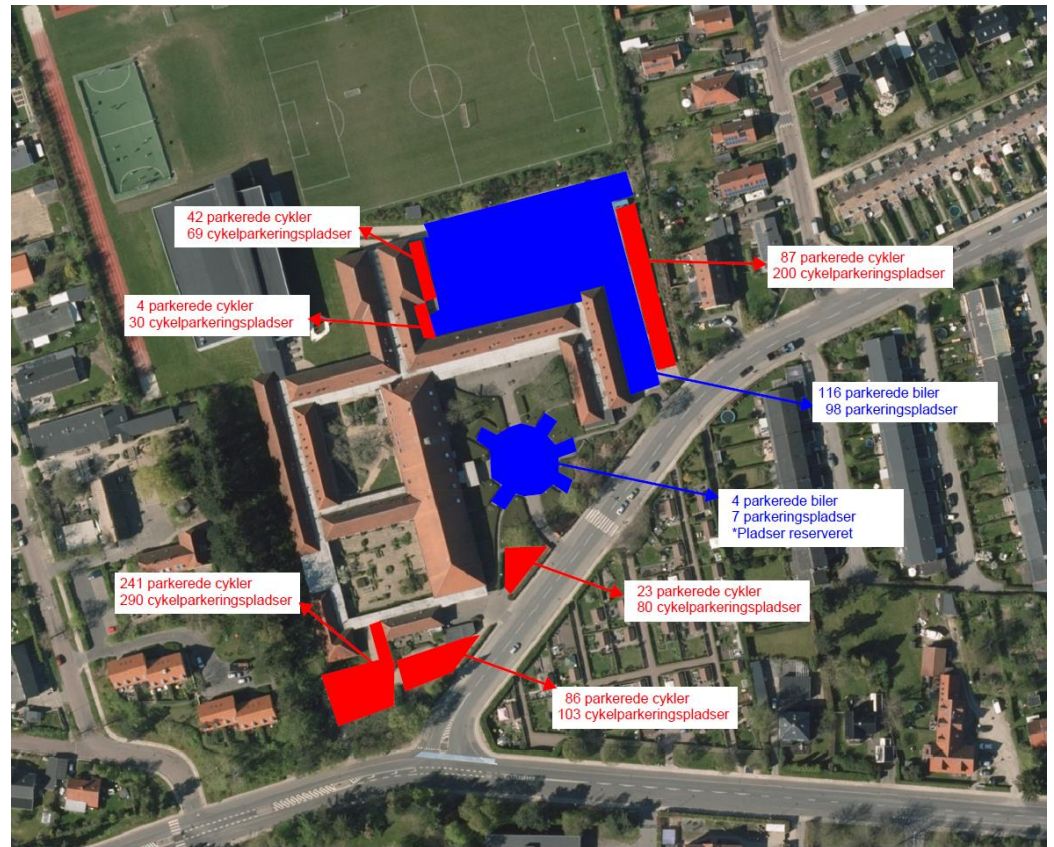 42 parkerede cykler
69 cykelparkeringspladser
87 parkerede cykler
200 cykelparkeringspladser
4 parkerede cykler
30 cykelparkeringspladser
116 parkerede biler
98 parkeringspladser
4 parkerede biler
7 parkeringspladser
*Pladser reserveret
241 parkerede cykler
290 cykelparkeringspladser
23 parkerede cykler
80 cykelparkeringspladser
86 parkerede cykler
103 cykelparkeringspladser